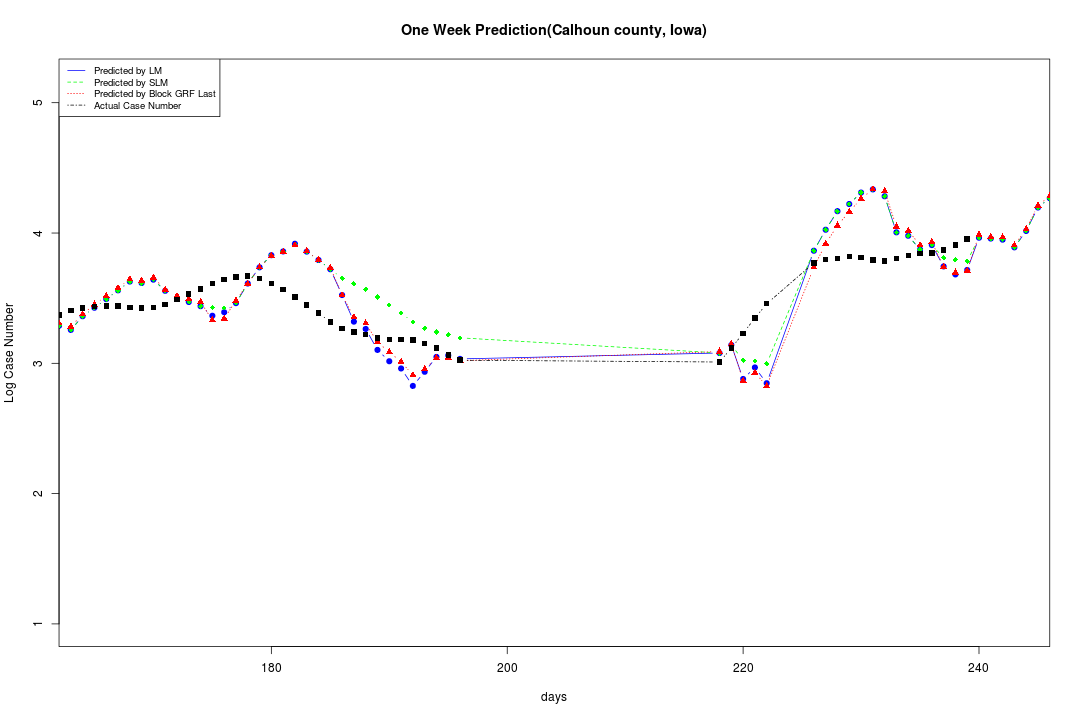 One Week Prediction(Calhoun county, Iowa)
Predicted by LM
Predicted by SLM
Predicted by Block GRF Last
Actual Case Number
5
4
3
2
1
Log Case Number
180 200 220 240
days